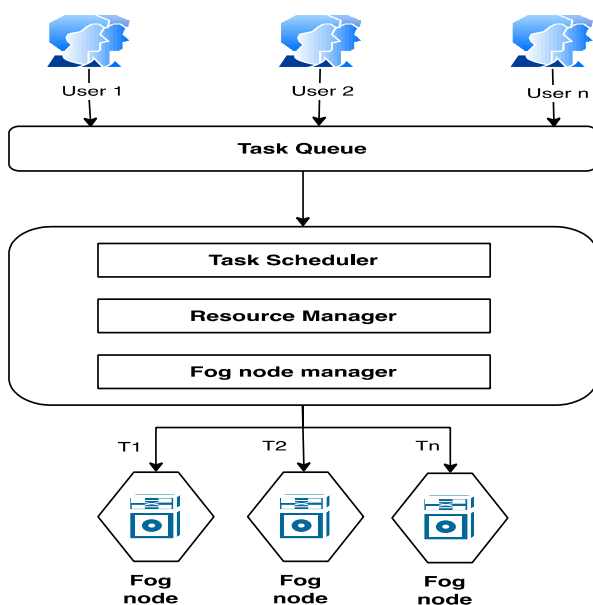 User 1
User 2
User n
Task Queue
Task Scheduler
Resource Manager
Fog node manager
T1
T2
Tn
Fog
node
Fog
node
Fog
node